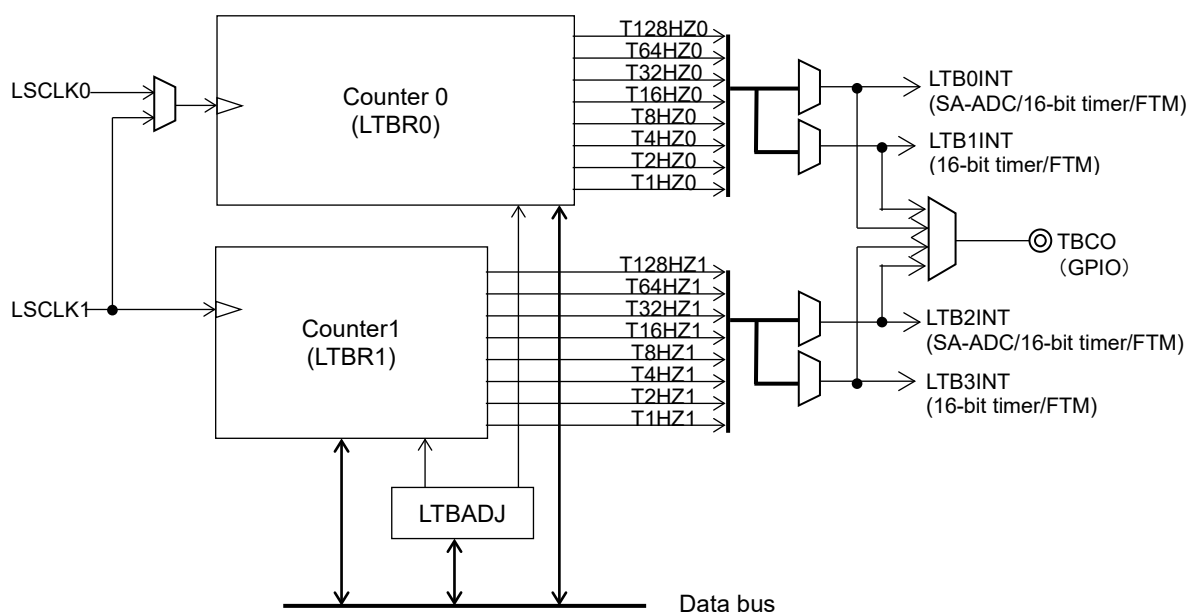 T128HZ0
T64HZ0
T32HZ0
T16HZ0
T8HZ0
T4HZ0
T2HZ0
T1HZ0
LSCLK0
Counter 0
(LTBR0)
LTB0INT
(SA-ADC/16-bit timer/FTM)
LTB1INT
(16-bit timer/FTM)
TBCO
(GPIO)
T128HZ1
T64HZ1
T32HZ1
T16HZ1
T8HZ1
T4HZ1
T2HZ1
T1HZ1
LSCLK1
Counter1
(LTBR1)
LTB2INT
(SA-ADC/16-bit timer/FTM)
LTB3INT
(16-bit timer/FTM)
LTBADJ
Data bus